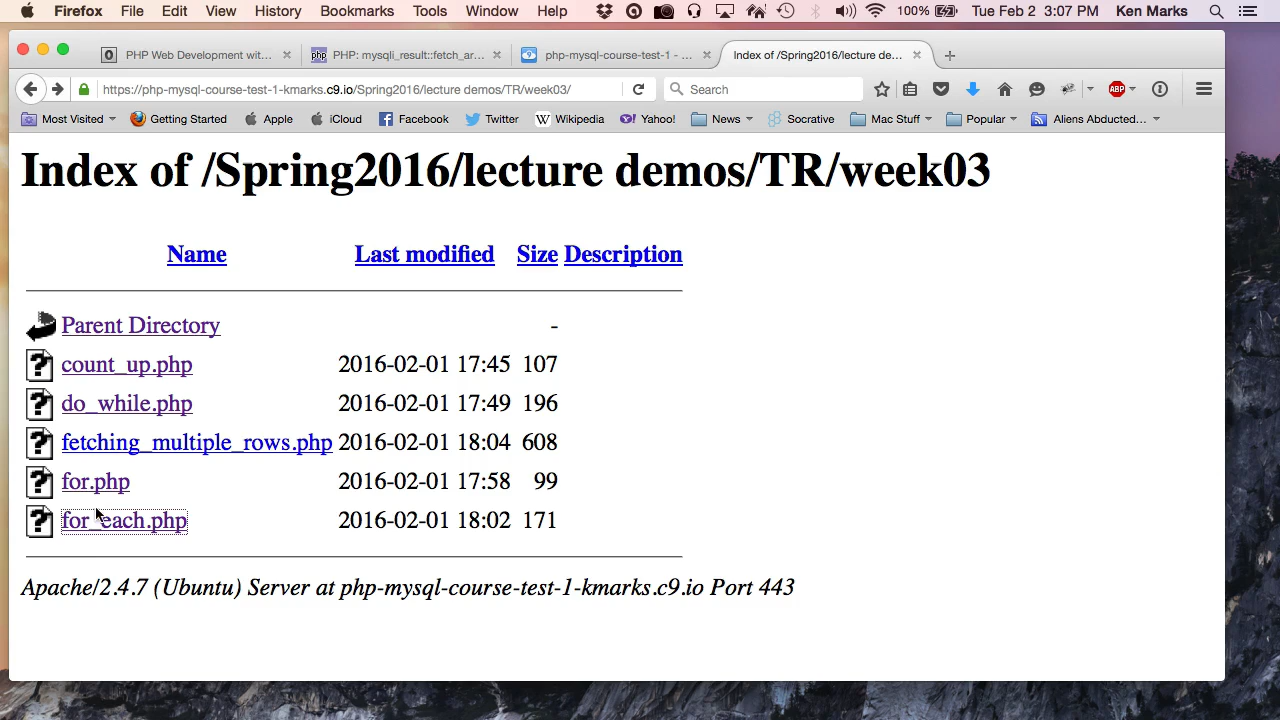 Firefox File Edit View History Bookmarks Tools Window Help 100% Tue Feb 2 3:07 PM Ken Marks
PHP Web Development wit... php PHP: mysqli_result::fetch_ar... php-mysql-course-test-1 - ... Index of /Spring2016/lecture de...
https://php-mysql-course-test-1-kmarks.c9.io/Spring2016/lecture demos/TR/week03/ Search ABP
Most Visited Getting Started Apple iCloud Facebook Twitter W Wikipedia Y! Yahoo! News Socrative Mac Stuff Popular Aliens Abducted...
Index of /Spring2016/lecture demos/TR/week03
Name Last modified Size Description
Parent Directory -
? count_up.php 2016-02-01 17:45 107
? do_while.php 2016-02-01 17:49 196
? fetching_multiple_rows.php 2016-02-01 18:04 608
? for.php 2016-02-01 17:58 99
? for_each.php 2016-02-01 18:02 171
Apache/2.4.7 (Ubuntu) Server at php-mysql-course-test-1-kmarks.c9.io Port 443